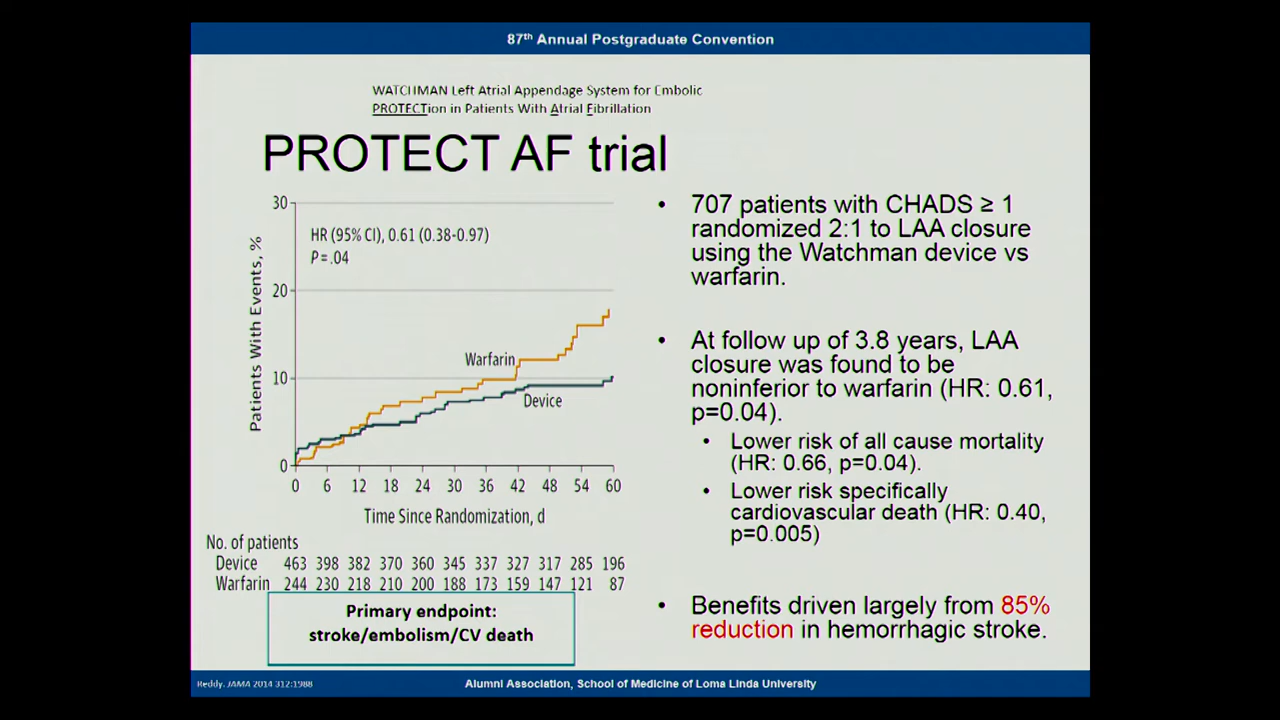 87th Annual Postgraduate Convention
WATCHMAN Left Atrial Appendage System for Embolic
PROTECTion in Patients With Atrial Fibrillation
PROTECT AF trial
30
20
10
0
Patients With Events, %
HR (95% CI), 0.61 (0.38-0.97)
P = .04
Warfarin
Device
0 6 12 18 24 30 36 42 48 54 60
Time Since Randomization, d
No. of patients
Device 463 398 382 370 360 345 337 327 317 285 196
Warfarin 244 230 218 210 200 188 173 159 147 121 87
Primary endpoint:
stroke/embolism/CV death
• 707 patients with CHADS ≥ 1
randomized 2:1 to LAA closure
using the Watchman device vs
warfarin.
• At follow up of 3.8 years, LAA
closure was found to be
noninferior to warfarin (HR: 0.61,
p=0.04).
• Lower risk of all cause mortality
(HR: 0.66, p=0.04).
• Lower risk specifically
cardiovascular death (HR: 0.40,
p=0.005)
• Benefits driven largely from 85%
reduction in hemorrhagic stroke.
Reddy. JAMA 2014 312:1988
Alumni Association, School of Medicine of Loma Linda University